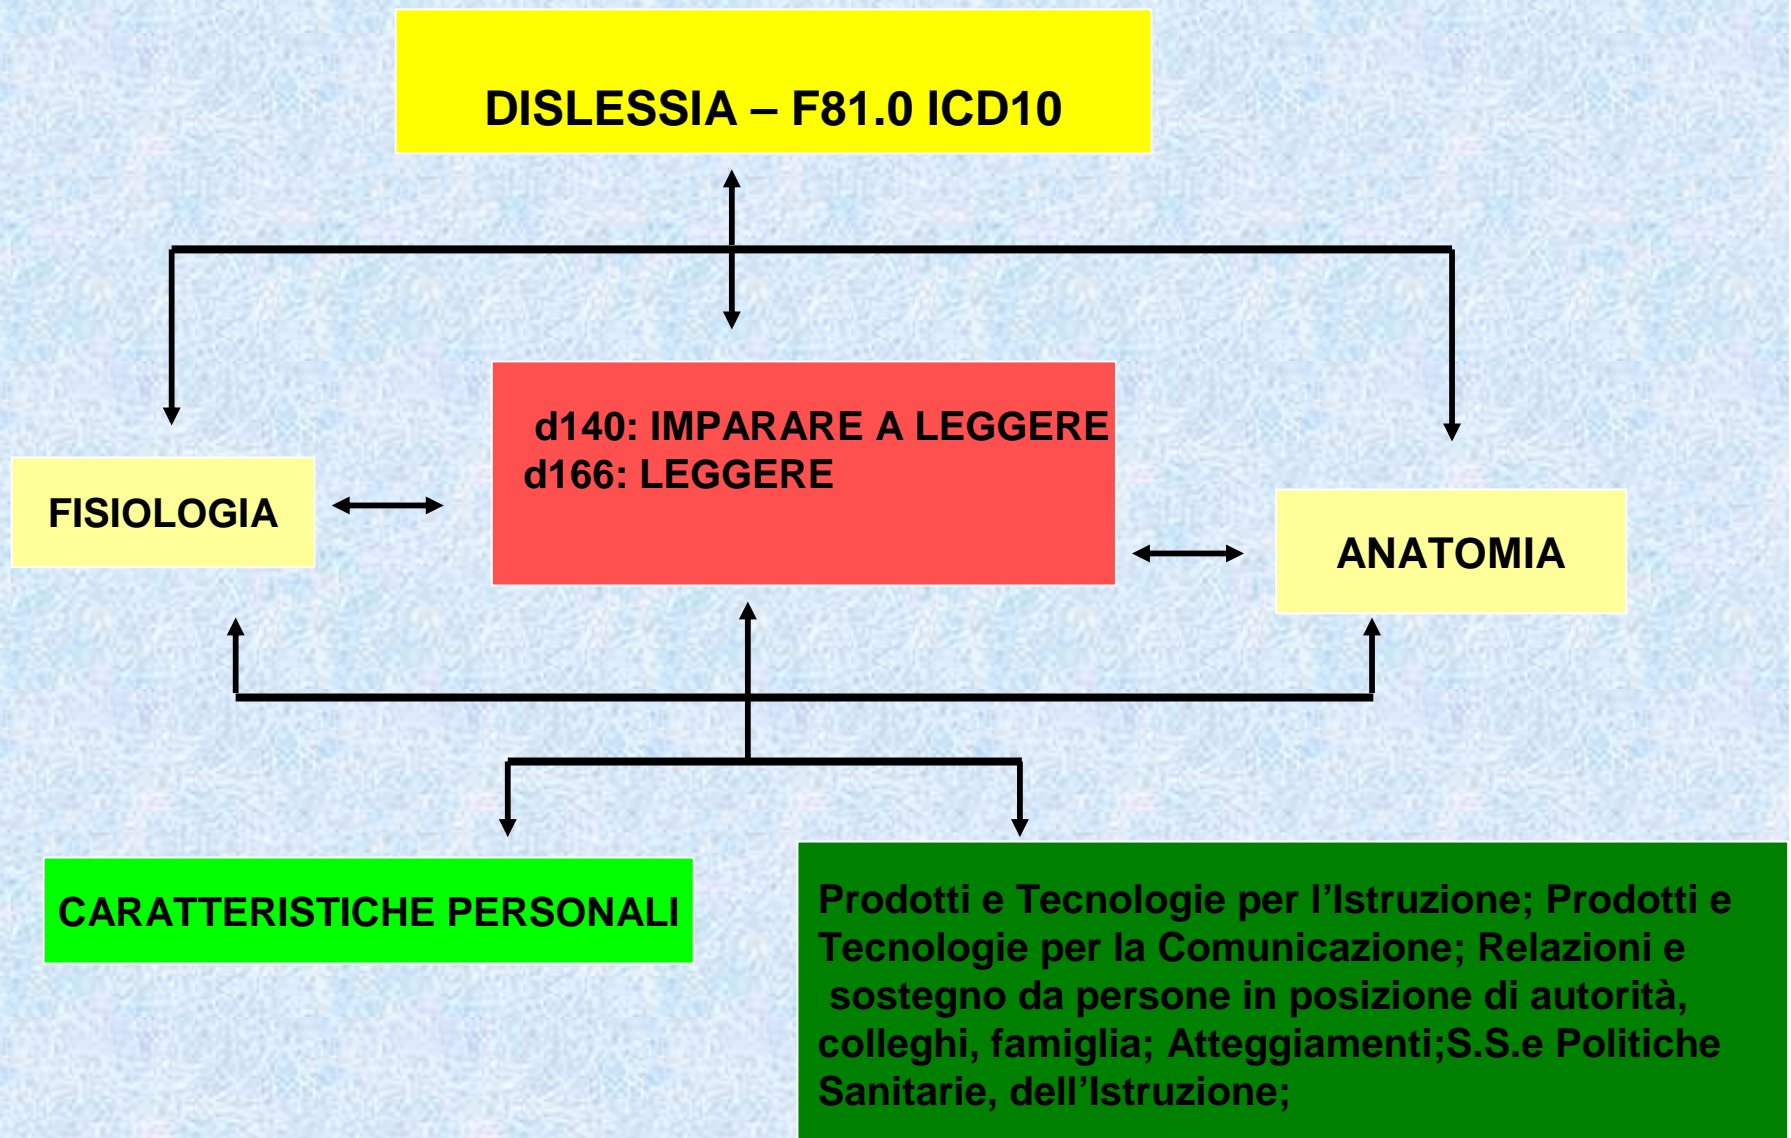 DISLESSIA – F81.0 ICD10
d140: IMPARARE A LEGGERE
d166: LEGGERE
FISIOLOGIA
ANATOMIA
CARATTERISTICHE PERSONALI
Prodotti e Tecnologie per l’Istruzione; Prodotti e
Tecnologie per la Comunicazione; Relazioni e
sostegno da persone in posizione di autorità,
colleghi, famiglia; Atteggiamenti;S.S.e Politiche
Sanitarie, dell’Istruzione;